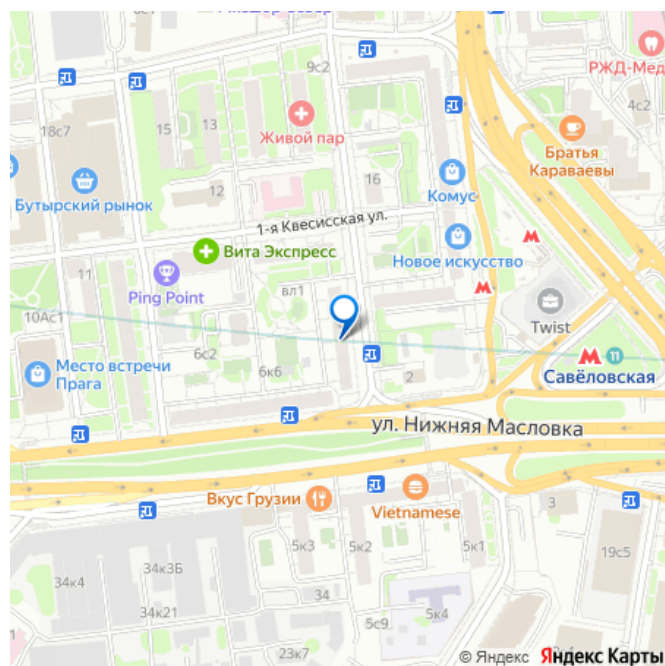 8с1
9с2
РЖД-Мед
4с2
18с7
15
13
Живой пар
Братья
Караваевы
Бутырский рынок
12
16
Комус
1-я Квесисская ул.
Вита Экспресс
Новое искусство
11
Ping Point
вл1
10Ас1
Twist
6с2
Место встречи
Прага
6к6
2
11
Савёловская
ул. Нижняя Масловка
Вкус Грузии
Vietnamese
3
5к3
5к2
5к1
19с5
34к4
34к3Б
34
34к21
5с9
5к4
23к7
© Яндекс Яндекс Карты